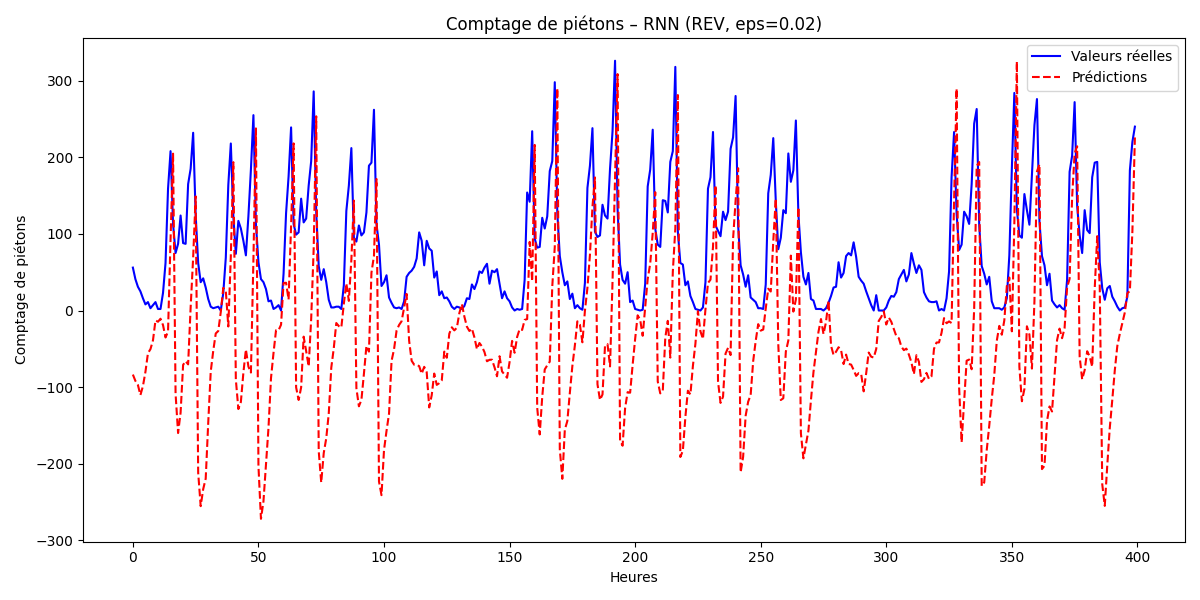 Comptage de piétons – RNN (REV, eps=0.02)
Valeurs réelles
Prédictions
Comptage de piétons
300
200
100
0
−100
−200
−300
0 50 100 150 200 250 300 350 400
Heures